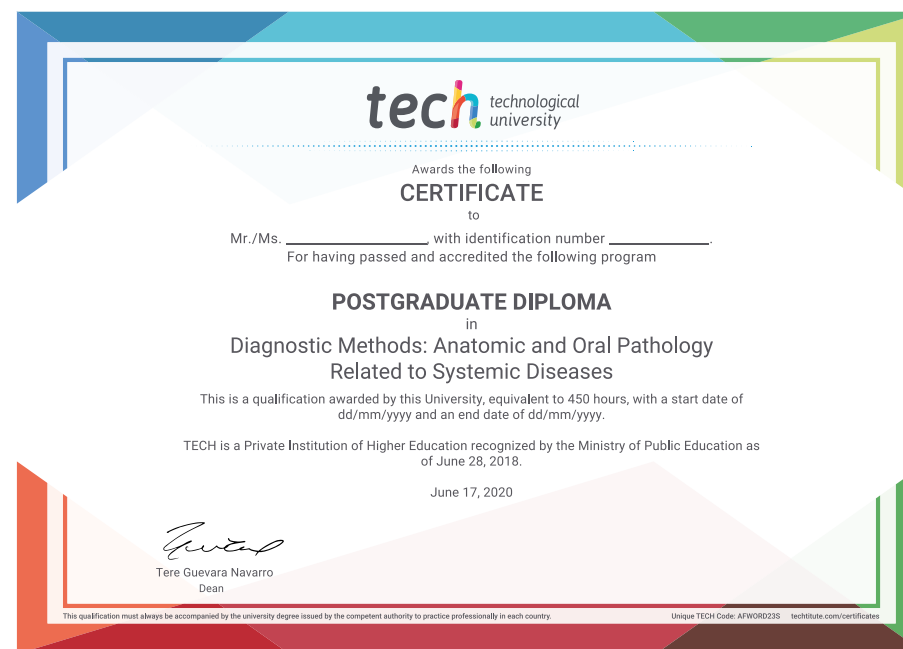 tech technological
university
Awards the following
CERTIFICATE
to
Mr./Ms. ____________________, with identification number ______________.
For having passed and accredited the following program
POSTGRADUATE DIPLOMA
in
Diagnostic Methods: Anatomic and Oral Pathology
Related to Systemic Diseases
This is a qualification awarded by this University, equivalent to 450 hours, with a start date of
dd/mm/yyyy and an end date of dd/mm/yyyy.
TECH is a Private Institution of Higher Education recognized by the Ministry of Public Education as
of June 28, 2018.
June 17, 2020
Tere Guevara Navarro
Dean
This qualification must always be accompanied by the university degree issued by the competent authority to practice professionally in each country. Unique TECH Code: AFWORD23S techtitute.com/certificates